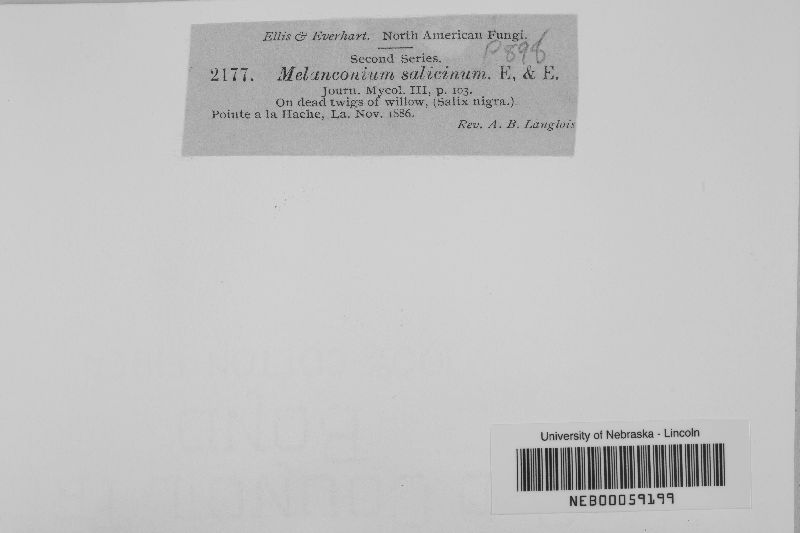 Ellis & Everhart. North American Fungi.
P898
Second Series.
2177. Melanconium salicinum. E, & E.
Journ. Mycol. III, p. 103.
On dead twigs of willow, (Salix nigra.)
Pointe a la Hache, La. Nov. 1886.
Rev. A. B. Langlois
University of Nebraska - Lincoln
NEB00059199